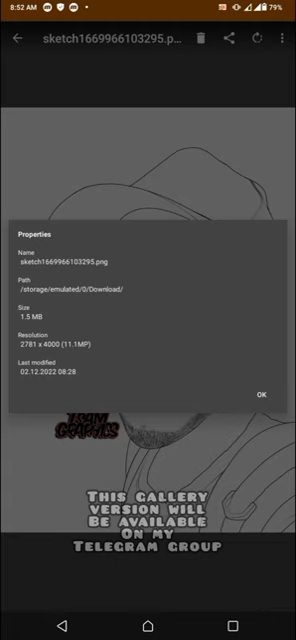 8:52 AM
79%
sketch1669966103295.p...
Properties
Name
sketch1669966103295.png
Path
/storage/emulated/0/Download/
Size
1.5 MB
Resolution
2781 x 4000 (11.1MP)
Last modified
02.12.2022 08:28
OK
GRAPHICS
This gallery
version will
Be available
On my
Telegram group